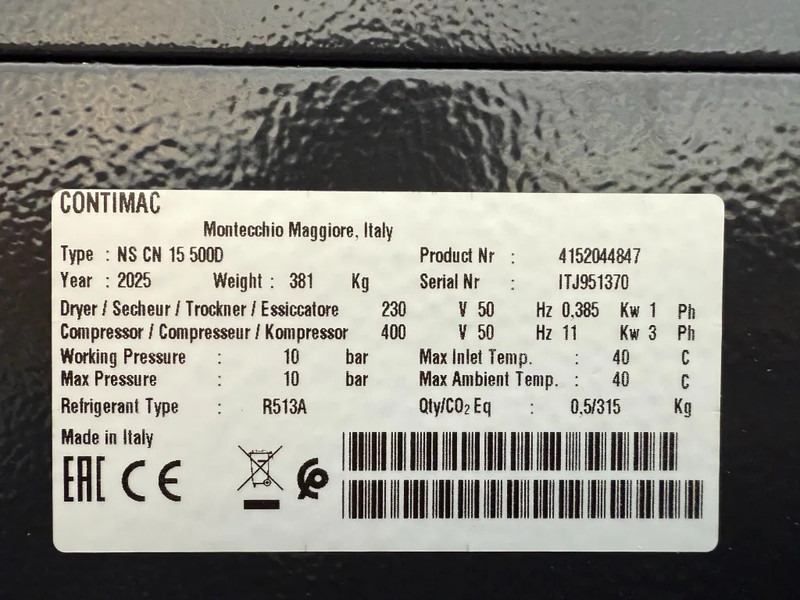 CONTIMAC
Montecchio Maggiore, Italy
Type : NS CN 15 500D Product Nr : 4152044847
Year : 2025 Weight : 381 Kg Serial Nr : ITJ951370
Dryer / Secheur / Trockner / Essiccatore 230 V 50 Hz 0,385 Kw 1 Ph
Compressor / Compresseur / Kompressor 400 V 50 Hz 11 Kw 3 Ph
Working Pressure : 10 bar Max Inlet Temp. : 40 C
Max Pressure : 10 bar Max Ambient Temp. : 40 C
Refrigerant Type : R513A Qty/CO₂ Eq : 0,5/315 Kg
Made in Italy
EAC CE